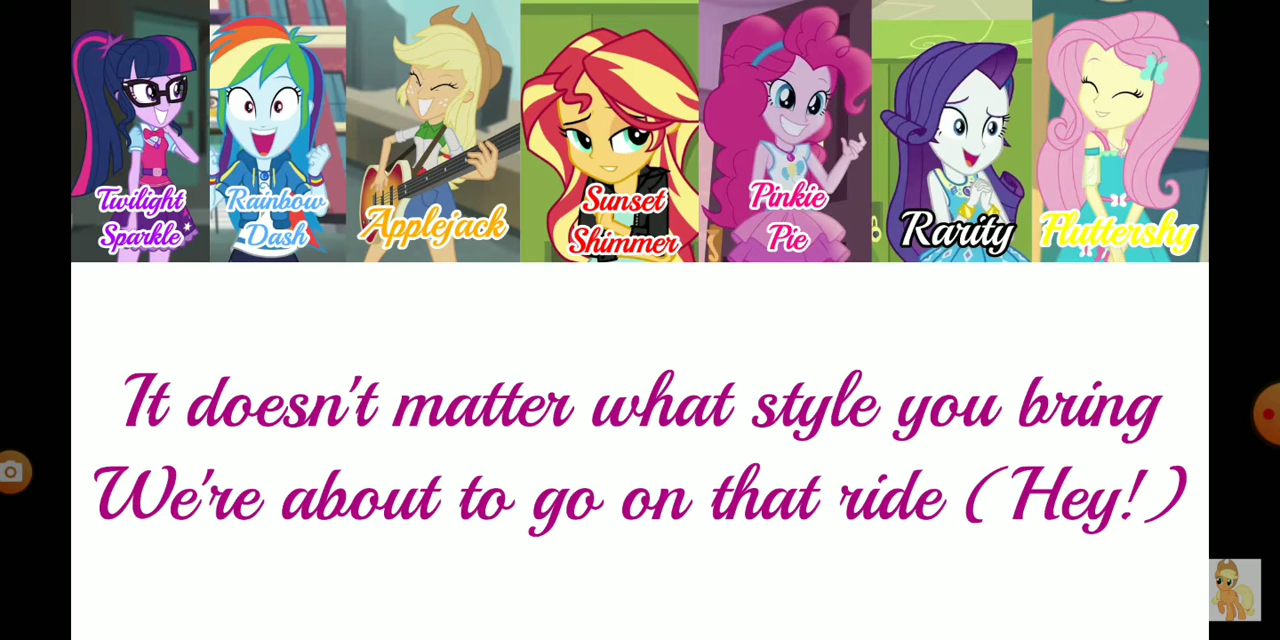 Twilight
Sparkle
Rainbow
Dash
Applejack
Sunset
Shimmer
Pinkie
Pie
Rarity
Fluttershy
It doesn't matter what style you bring
We're about to go on that ride (Hey!)